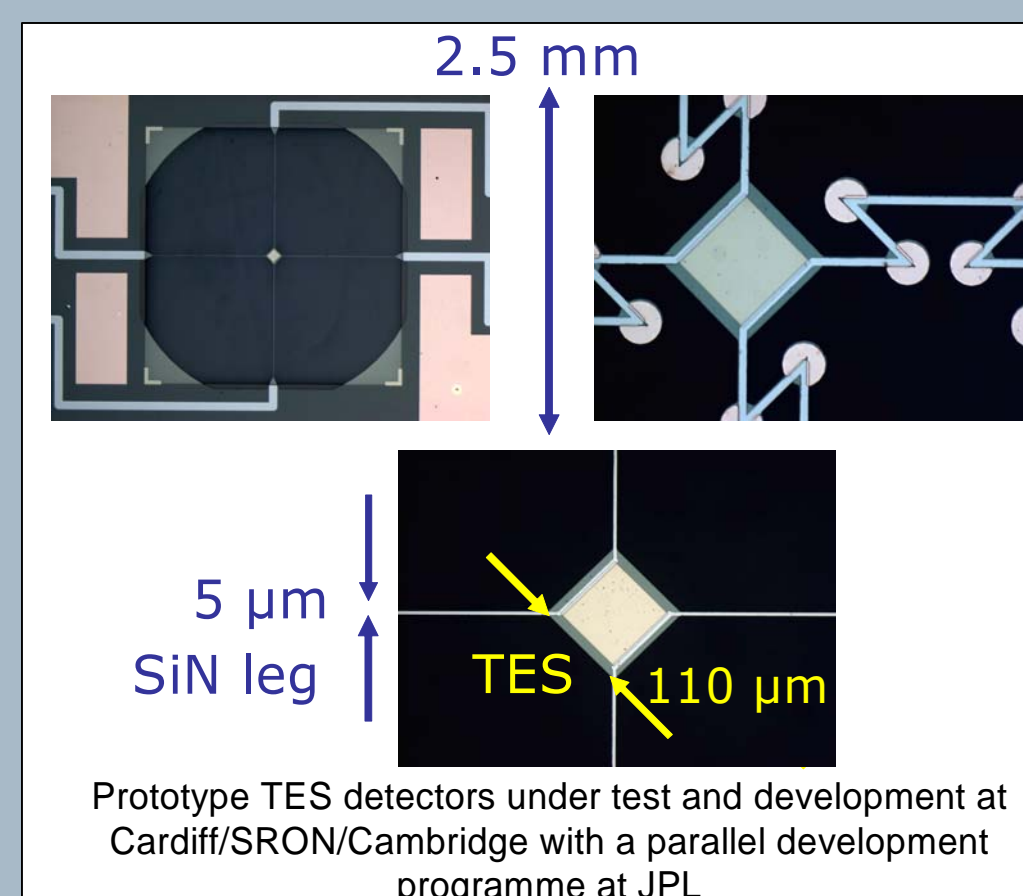 2.5 mm
5 µm
SiN leg
TES
110 µm
Prototype TES detectors under test and development at
Cardiff/SRON/Cambridge with a parallel development
programme at JPL